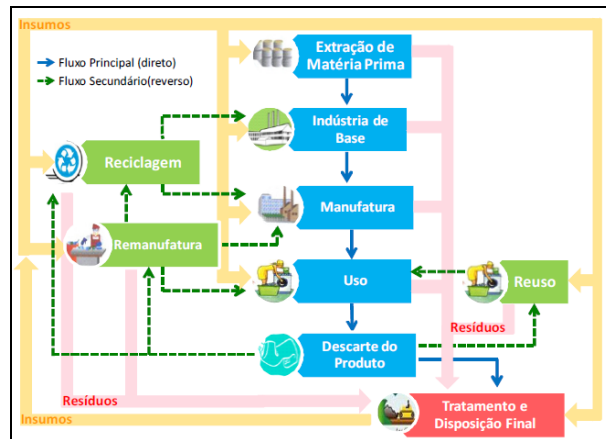 Insumos
Fluxo Principal (direto)
Fluxo Secundário(reverso)
Extração de
Matéria Prima
Indústria de
Base
Reciclagem
Manufatura
Remanufatura
Uso
Reuso
Resíduos
Descarte do
Produto
Resíduos
Insumos
Tratamento e
Disposição Final